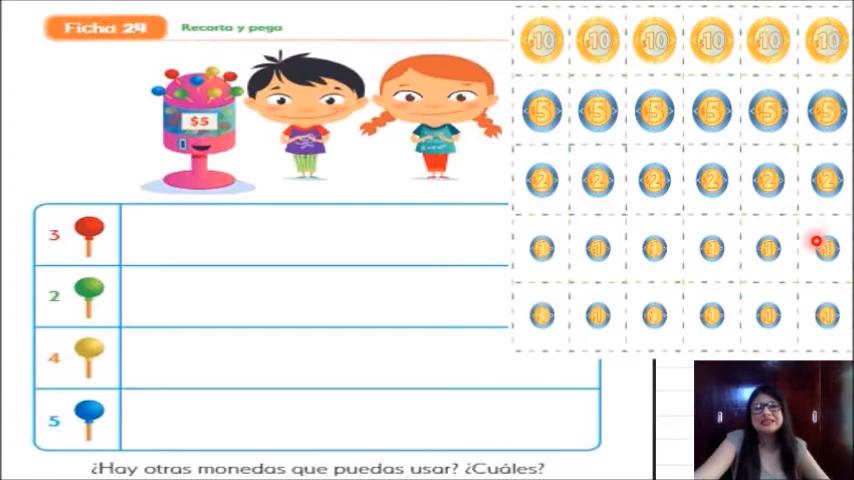 Ficha 24 Recorta y pega
$5
10 10 10 10 10 10
5 5 5 5 5 5
2 2 2 2 2 2
1 1 1 1 1 1
1 1 1 1 1 1
3
2
4
5
¿Hay otras monedas que puedas usar? ¿Cuáles?